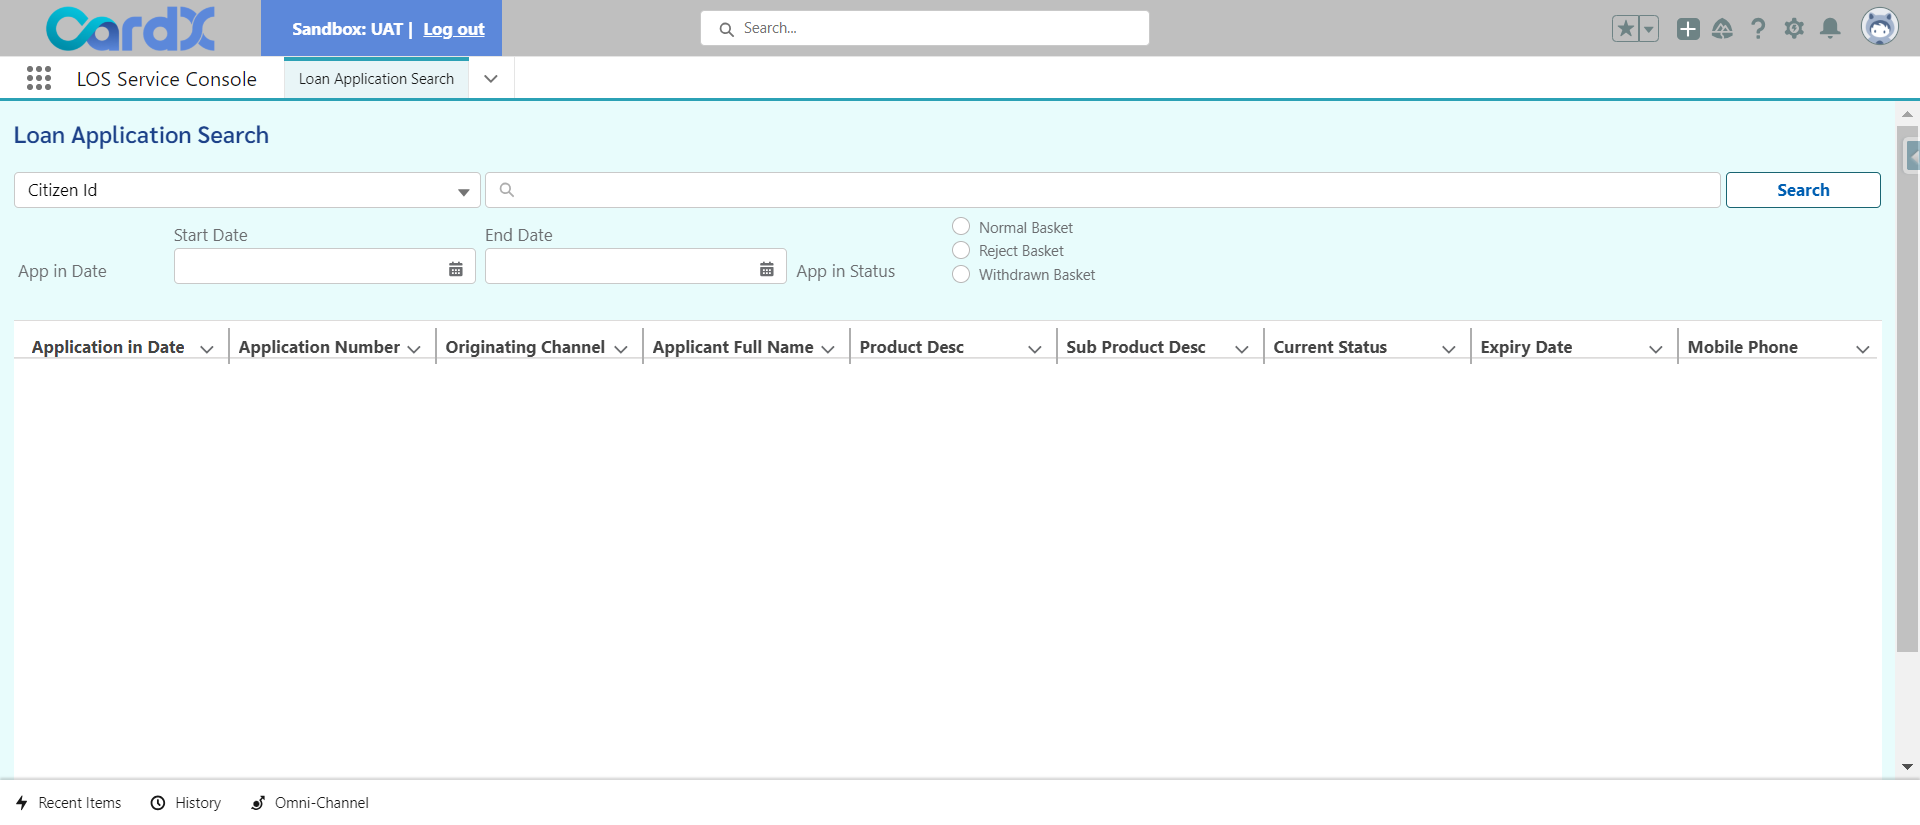 CardX
Sandbox: UAT | Log out
Search...
LOS Service Console
Loan Application Search
Loan Application Search
Citizen Id
Search
Start Date
End Date
App in Date
App in Status
Normal Basket
Reject Basket
Withdrawn Basket
Application in Date
Application Number
Originating Channel
Applicant Full Name
Product Desc
Sub Product Desc
Current Status
Expiry Date
Mobile Phone
Recent Items
History
Omni-Channel